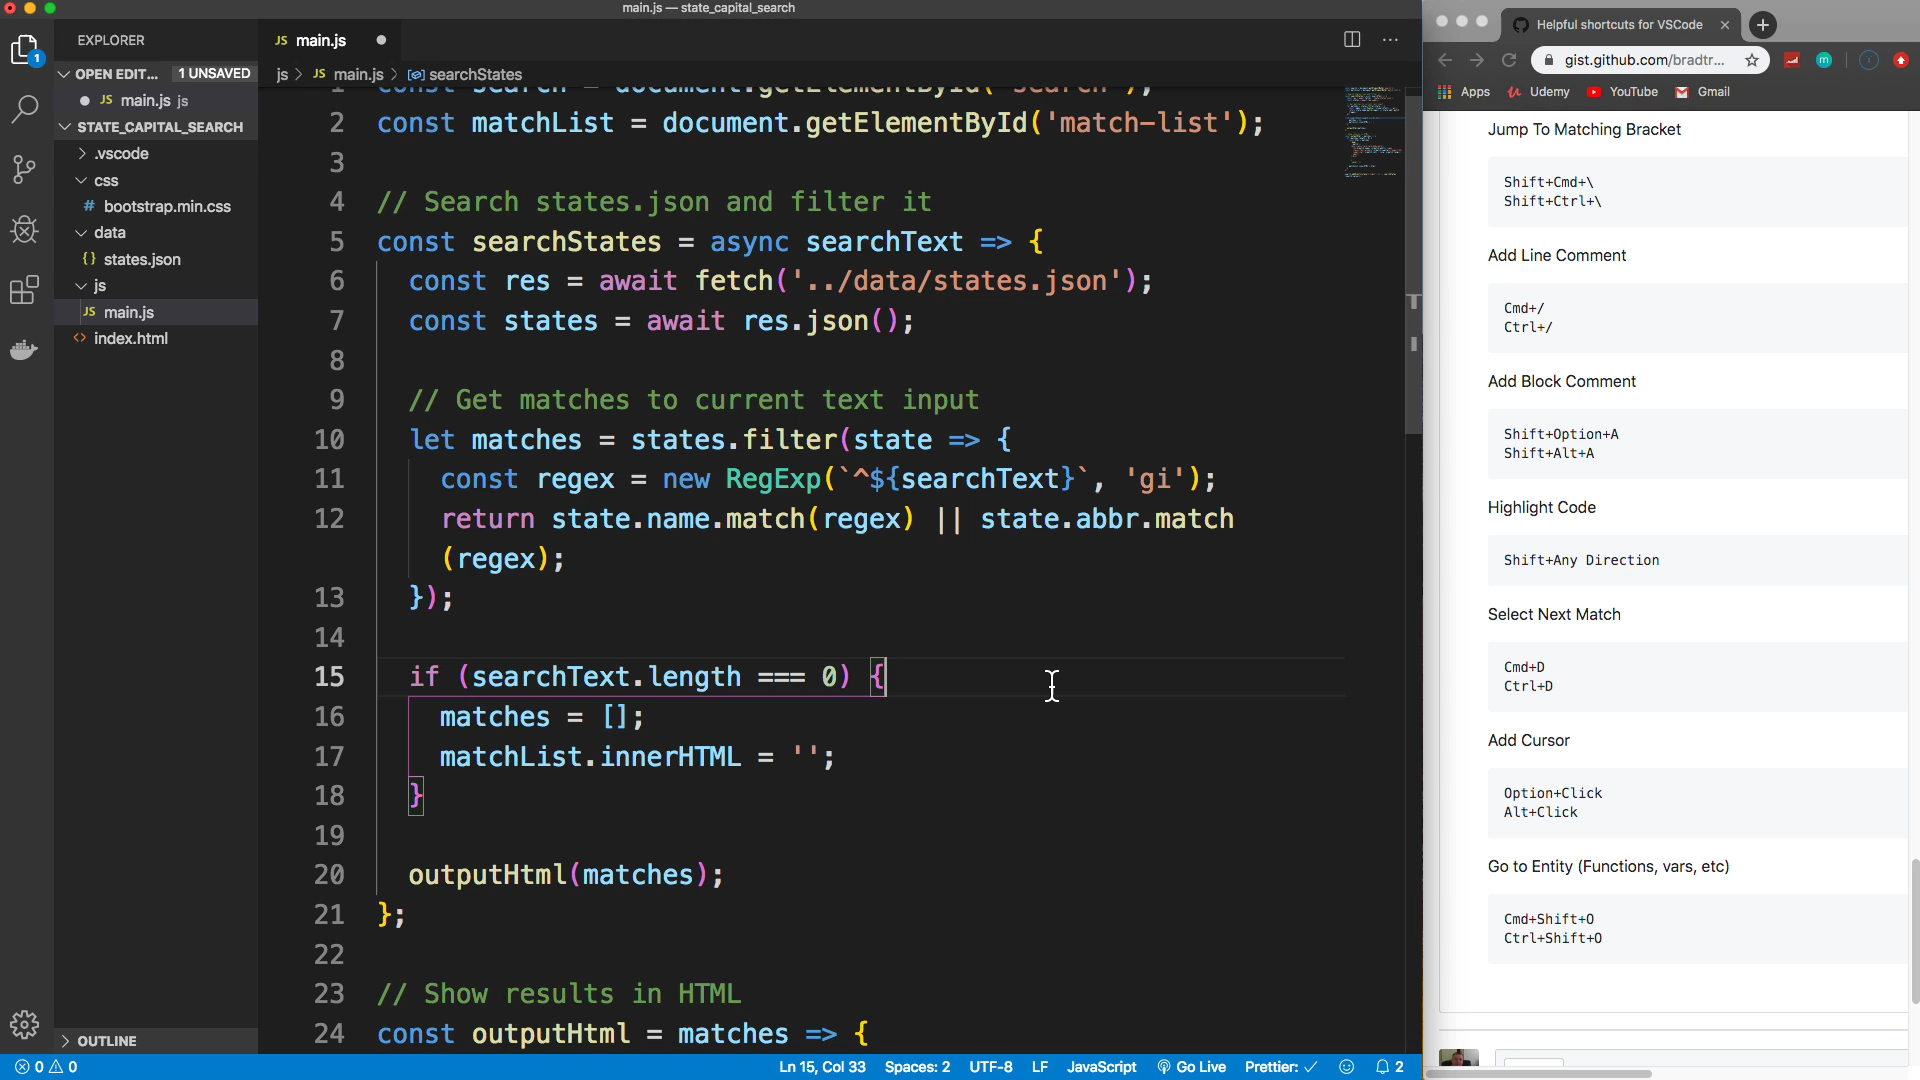 main.js — state_capital_search
EXPLORER
OPEN EDIT... 1 UNSAVED
JS main.js js
STATE_CAPITAL_SEARCH
.vscode
css
# bootstrap.min.css
data
{} states.json
js
JS main.js
<> index.html
OUTLINE
JS main.js
js > JS main.js > searchStates
1 const search = document.getElementById('search');
2 const matchList = document.getElementById('match-list');
3
4 // Search states.json and filter it
5 const searchStates = async searchText => {
6 const res = await fetch('../data/states.json');
7 const states = await res.json();
8
9 // Get matches to current text input
10 let matches = states.filter(state => {
11 const regex = new RegExp(`^${searchText}`, 'gi');
12 return state.name.match(regex) || state.abbr.match
(regex);
13 });
14
15 if (searchText.length === 0) {
16 matches = [];
17 matchList.innerHTML = '';
18 }
19
20 outputHtml(matches);
21 };
22
23 // Show results in HTML
24 const outputHtml = matches => {
0 0 Ln 15, Col 33 Spaces: 2 UTF-8 LF JavaScript Go Live Prettier: ✓ 2
Helpful shortcuts for VSCode
gist.github.com/bradtr...
Apps Udemy YouTube Gmail
Jump To Matching Bracket
Shift+Cmd+\
Shift+Ctrl+\
Add Line Comment
Cmd+/
Ctrl+/
Add Block Comment
Shift+Option+A
Shift+Alt+A
Highlight Code
Shift+Any Direction
Select Next Match
Cmd+D
Ctrl+D
Add Cursor
Option+Click
Alt+Click
Go to Entity (Functions, vars, etc)
Cmd+Shift+O
Ctrl+Shift+O